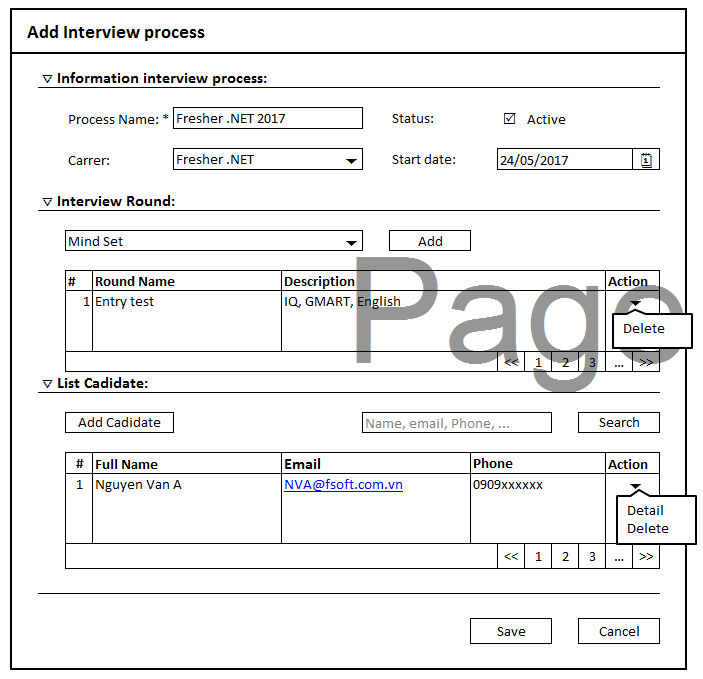 Add Interview process
Information interview process:
Process Name: * Fresher .NET 2017 Status: Active
Carrer: Fresher .NET Start date: 24/05/2017
Interview Round:
Mind Set Add
# Round Name Description Action
1 Entry test IQ, GMART, English
Page
Delete
<< 1 2 3 ... >>
List Cadidate:
Add Cadidate Name, email, Phone, ... Search
# Full Name Email Phone Action
1 Nguyen Van A NVA@fsoft.com.vn 0909xxxxxx
Detail
Delete
<< 1 2 3 ... >>
Save Cancel